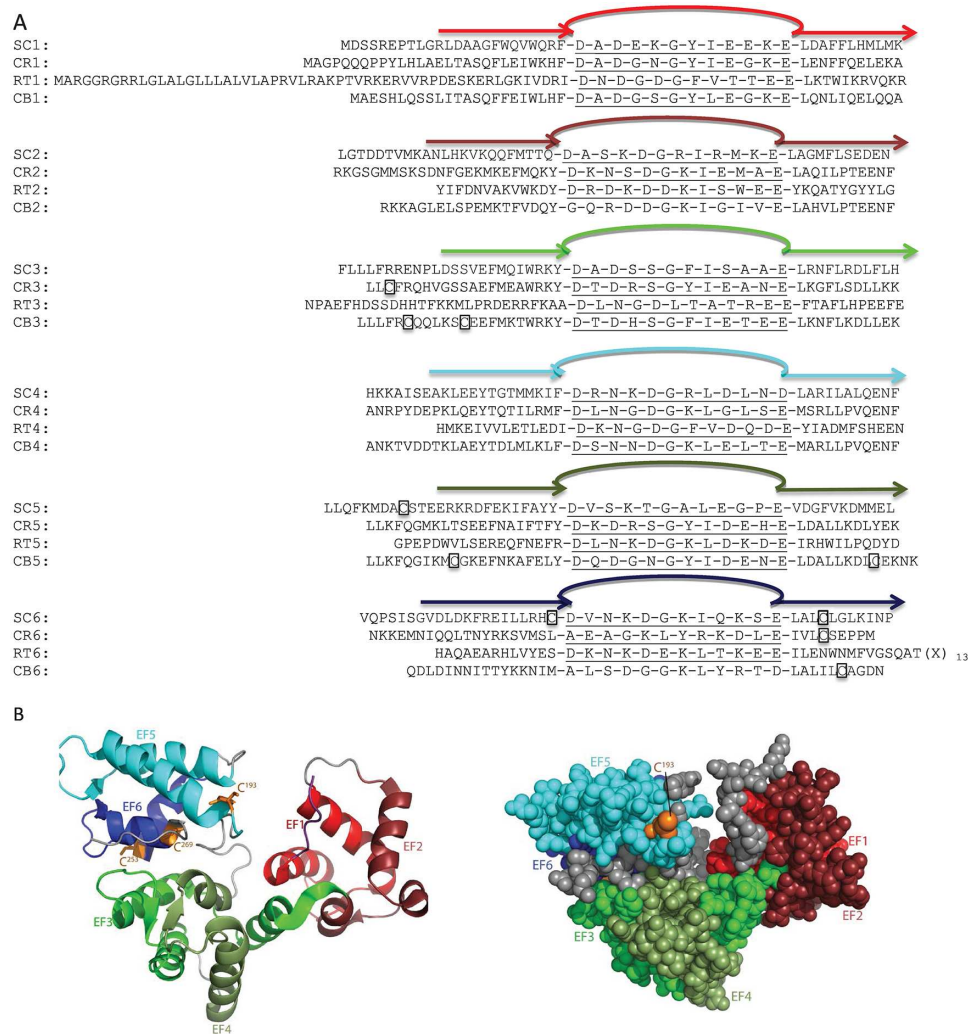 A
SC1: MDSSREPTLGRLDAAGFWQVWQRF-D-A-D-E-K-G-Y-I-E-E-K-E-LDAFFLHMLMK
CR1: MAGPQQQPPYLHLAELTASQFLEIWKHF-D-A-D-G-N-G-Y-I-E-G-K-E-LENFFQELEKA
RT1: MARGGRGRRLGLALGLLLALVLAPRVLRAKPTVRKERVVRPDSELGERLGKIVDRI-D-N-D-G-D-G-F-V-T-T-E-E-LKTWIKRVQKR
CB1: MAESHLQSSLITASQFFEIWLHF-D-A-D-G-S-G-Y-L-E-G-K-E-LQNLIQELQQA
SC2: LGTDDTVMKANLHKVKQQFMTTQ-D-A-S-K-D-G-R-I-R-M-K-E-LAGMFLSEDEN
CR2: RKGSGMMSKSDNFGEKMKEFMQKY-D-K-N-S-D-G-K-I-E-M-A-E-LAQILPTEENF
RT2: YIFDNVAKVWKDY-D-R-D-K-D-D-K-I-S-W-E-E-YKQATYGYYLG
CB2: RKKAGLELSPEMKTFVDQY-G-Q-R-D-D-G-K-I-G-I-V-E-LAHVLPTEENF
SC3: FLLLFRRENPLDSSVEFMQIWRKY-D-A-D-S-S-G-F-I-S-A-A-E-LRNFLRDLFLH
CR3: LLCFRQHVGSSAEFMEAWRKY-D-T-D-R-S-G-Y-I-E-A-N-E-LKGFLSDLLKK
RT3: NPAEFHDSSDHHTFKKMLPRDERRFKAA-D-L-N-G-D-L-T-A-T-R-E-E-FTAFLHPEEFE
CB3: LLLFRCQQLKSCEEFMKTWRKY-D-T-D-H-S-G-F-I-E-T-E-E-LKNFLKDLLEK
SC4: HKKAISEAKLEEYTGTMMKIF-D-R-N-K-D-G-R-L-D-L-N-D-LARILALQENF
CR4: ANRPYDEPKLQEYTQTILRMF-D-L-N-G-D-G-K-L-G-L-S-E-MSRLLPVQENF
RT4: HMKEIVVLETLEDI-D-K-N-G-D-G-F-V-D-Q-D-E-YIADMFSHEEN
CB4: ANKTVDDTKLAEYTDLMLKLF-D-S-N-N-D-G-K-L-E-L-T-E-MARLLPVQENF
SC5: LLQFKMDACSTEERKRDFEKIFAYY-D-V-S-K-T-G-A-L-E-G-P-E-VDGFVKDMMEL
CR5: LLKFQGMKLTSEEFNAIFTFY-D-K-D-R-S-G-Y-I-D-E-H-E-LDALLKDLYEK
RT5: GPEPDWVLSEREQFNEFR-D-L-N-K-D-G-K-L-D-K-D-E-IRHWILPQDYD
CB5: LLKFQGIKMCGKEFNKAFELY-D-Q-D-G-N-G-Y-I-D-E-N-E-LDALLKDLCEKNK
SC6: VQPSISGVDLDKFREILLRHC-D-V-N-K-D-G-K-I-Q-K-S-E-LALCLGLKINP
CR6: NKKEMNIQQLTNYRKSVMSL-A-E-A-G-K-L-Y-R-K-D-L-E-IVLCSEPPM
RT6: HAQAEARHLVYES-D-T-N-K-D-E-K-L-T-K-E-E-ILENWNMFVGSQAT(X) 13
CB6: QDLDINNITTYKKNIM-A-L-S-D-G-K-L-Y-R-T-D-LALILCAGDN
B
EF5
C193
EF6
C253
C269
EF1
EF2
EF3
EF4
C193
EF5
EF6
EF1
EF2
EF3
EF4